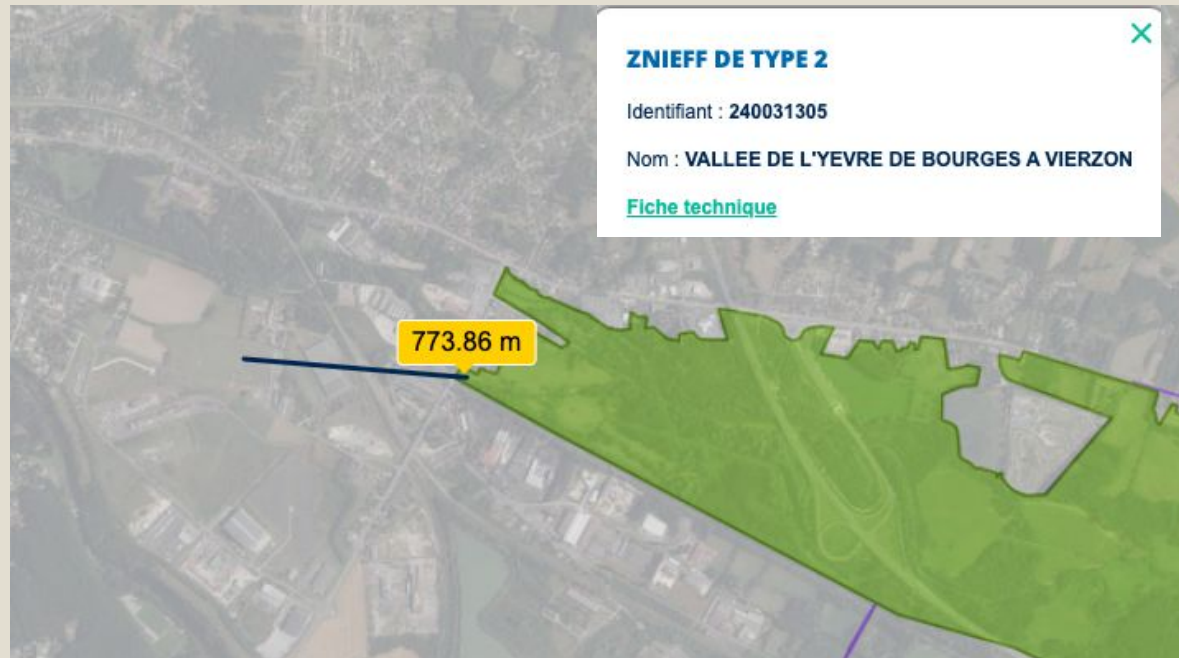 ZNIEFF DE TYPE 2
Identifiant : 240031305
Nom : VALLEE DE L'YEVRE DE BOURGES A VIERZON
Fiche technique
773.86 m